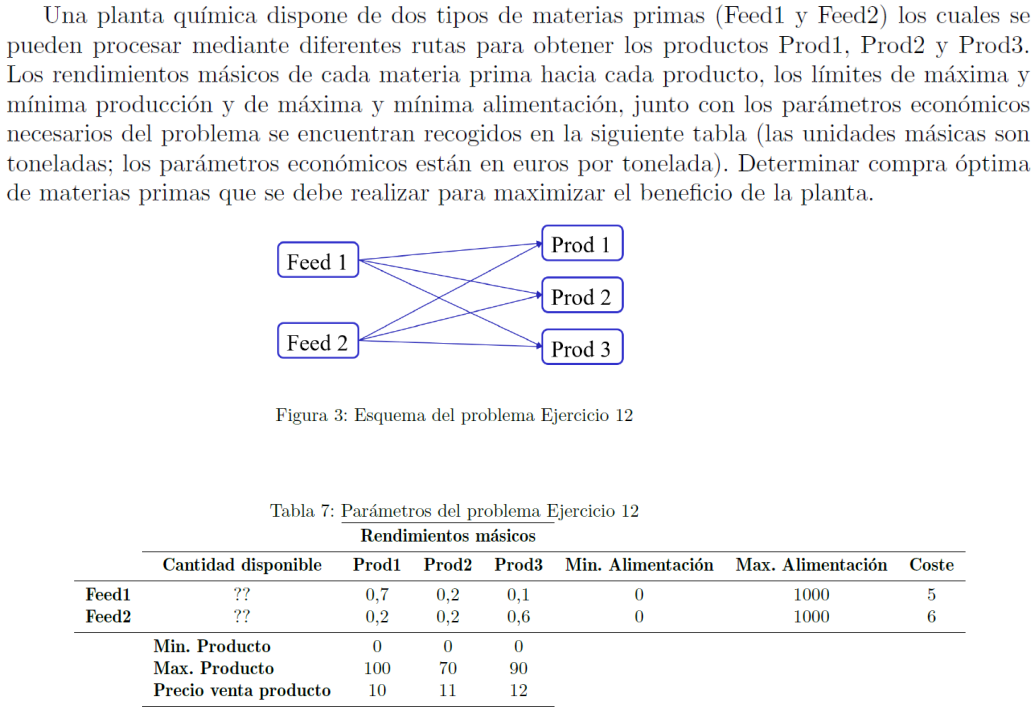 Una planta química dispone de dos tipos de materias primas (Feed1 y Feed2) los cuales se
pueden procesar mediante diferentes rutas para obtener los productos Prod1, Prod2 y Prod3.
Los rendimientos másicos de cada materia prima hacia cada producto, los límites de máxima y
mínima producción y de máxima y mínima alimentación, junto con los parámetros económicos
necesarios del problema se encuentran recogidos en la siguiente tabla (las unidades másicas son
toneladas; los parámetros económicos están en euros por tonelada). Determinar compra óptima
de materias primas que se debe realizar para maximizar el beneficio de la planta.
Feed 1
Feed 2
Prod 1
Prod 2
Prod 3
Figura 3: Esquema del problema Ejercicio 12
Tabla 7: Parámetros del problema Ejercicio 12
Rendimientos másicos
Cantidad disponible Prod1 Prod2 Prod3 Min. Alimentación Max. Alimentación Coste
Feed1 ?? 0,7 0,2 0,1 0 1000 5
Feed2 ?? 0,2 0,2 0,6 0 1000 6
Min. Producto 0 0 0
Max. Producto 100 70 90
Precio venta producto 10 11 12